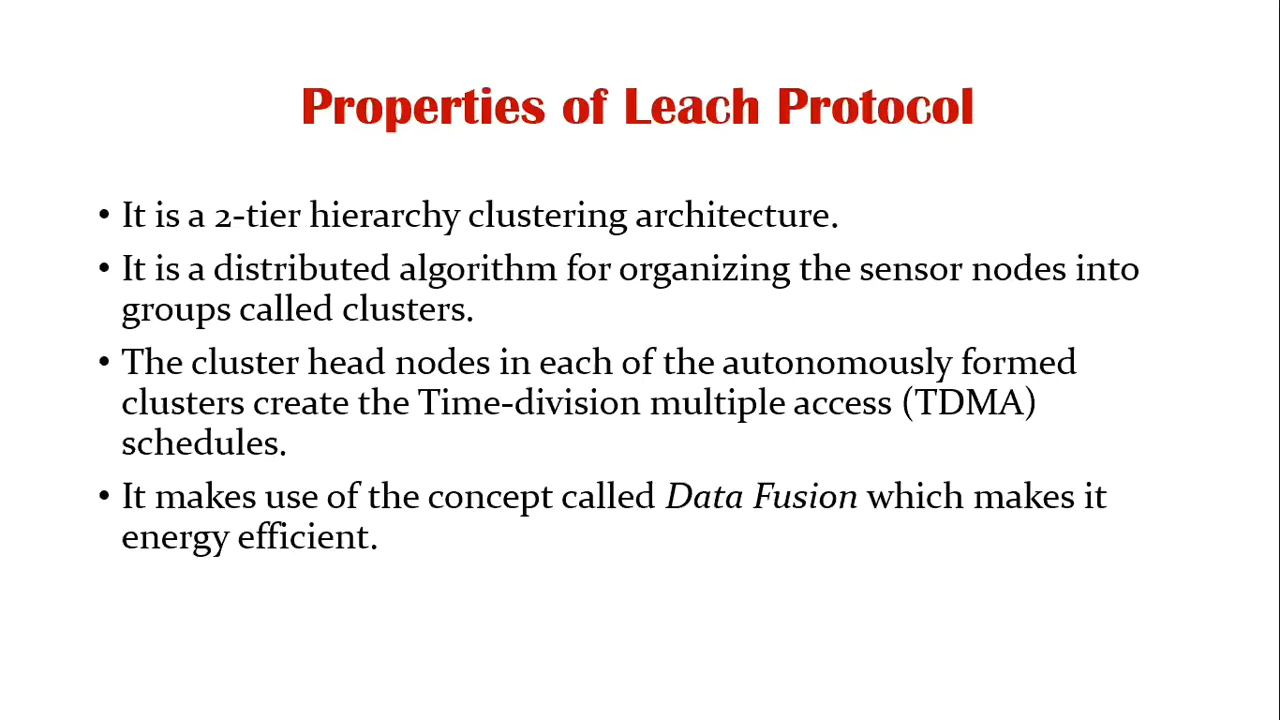 Properties of Leach Protocol
• It is a 2-tier hierarchy clustering architecture.
• It is a distributed algorithm for organizing the sensor nodes into
groups called clusters.
• The cluster head nodes in each of the autonomously formed
clusters create the Time-division multiple access (TDMA)
schedules.
• It makes use of the concept called Data Fusion which makes it
energy efficient.